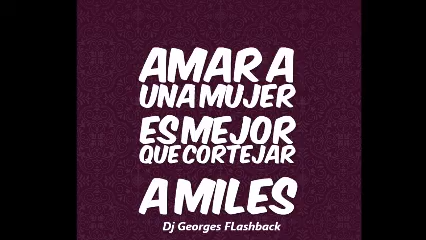 AMAR A
UNA MUJER
ES MEJOR
QUE CORTEJAR
A MILES
Dj Georges FLashback